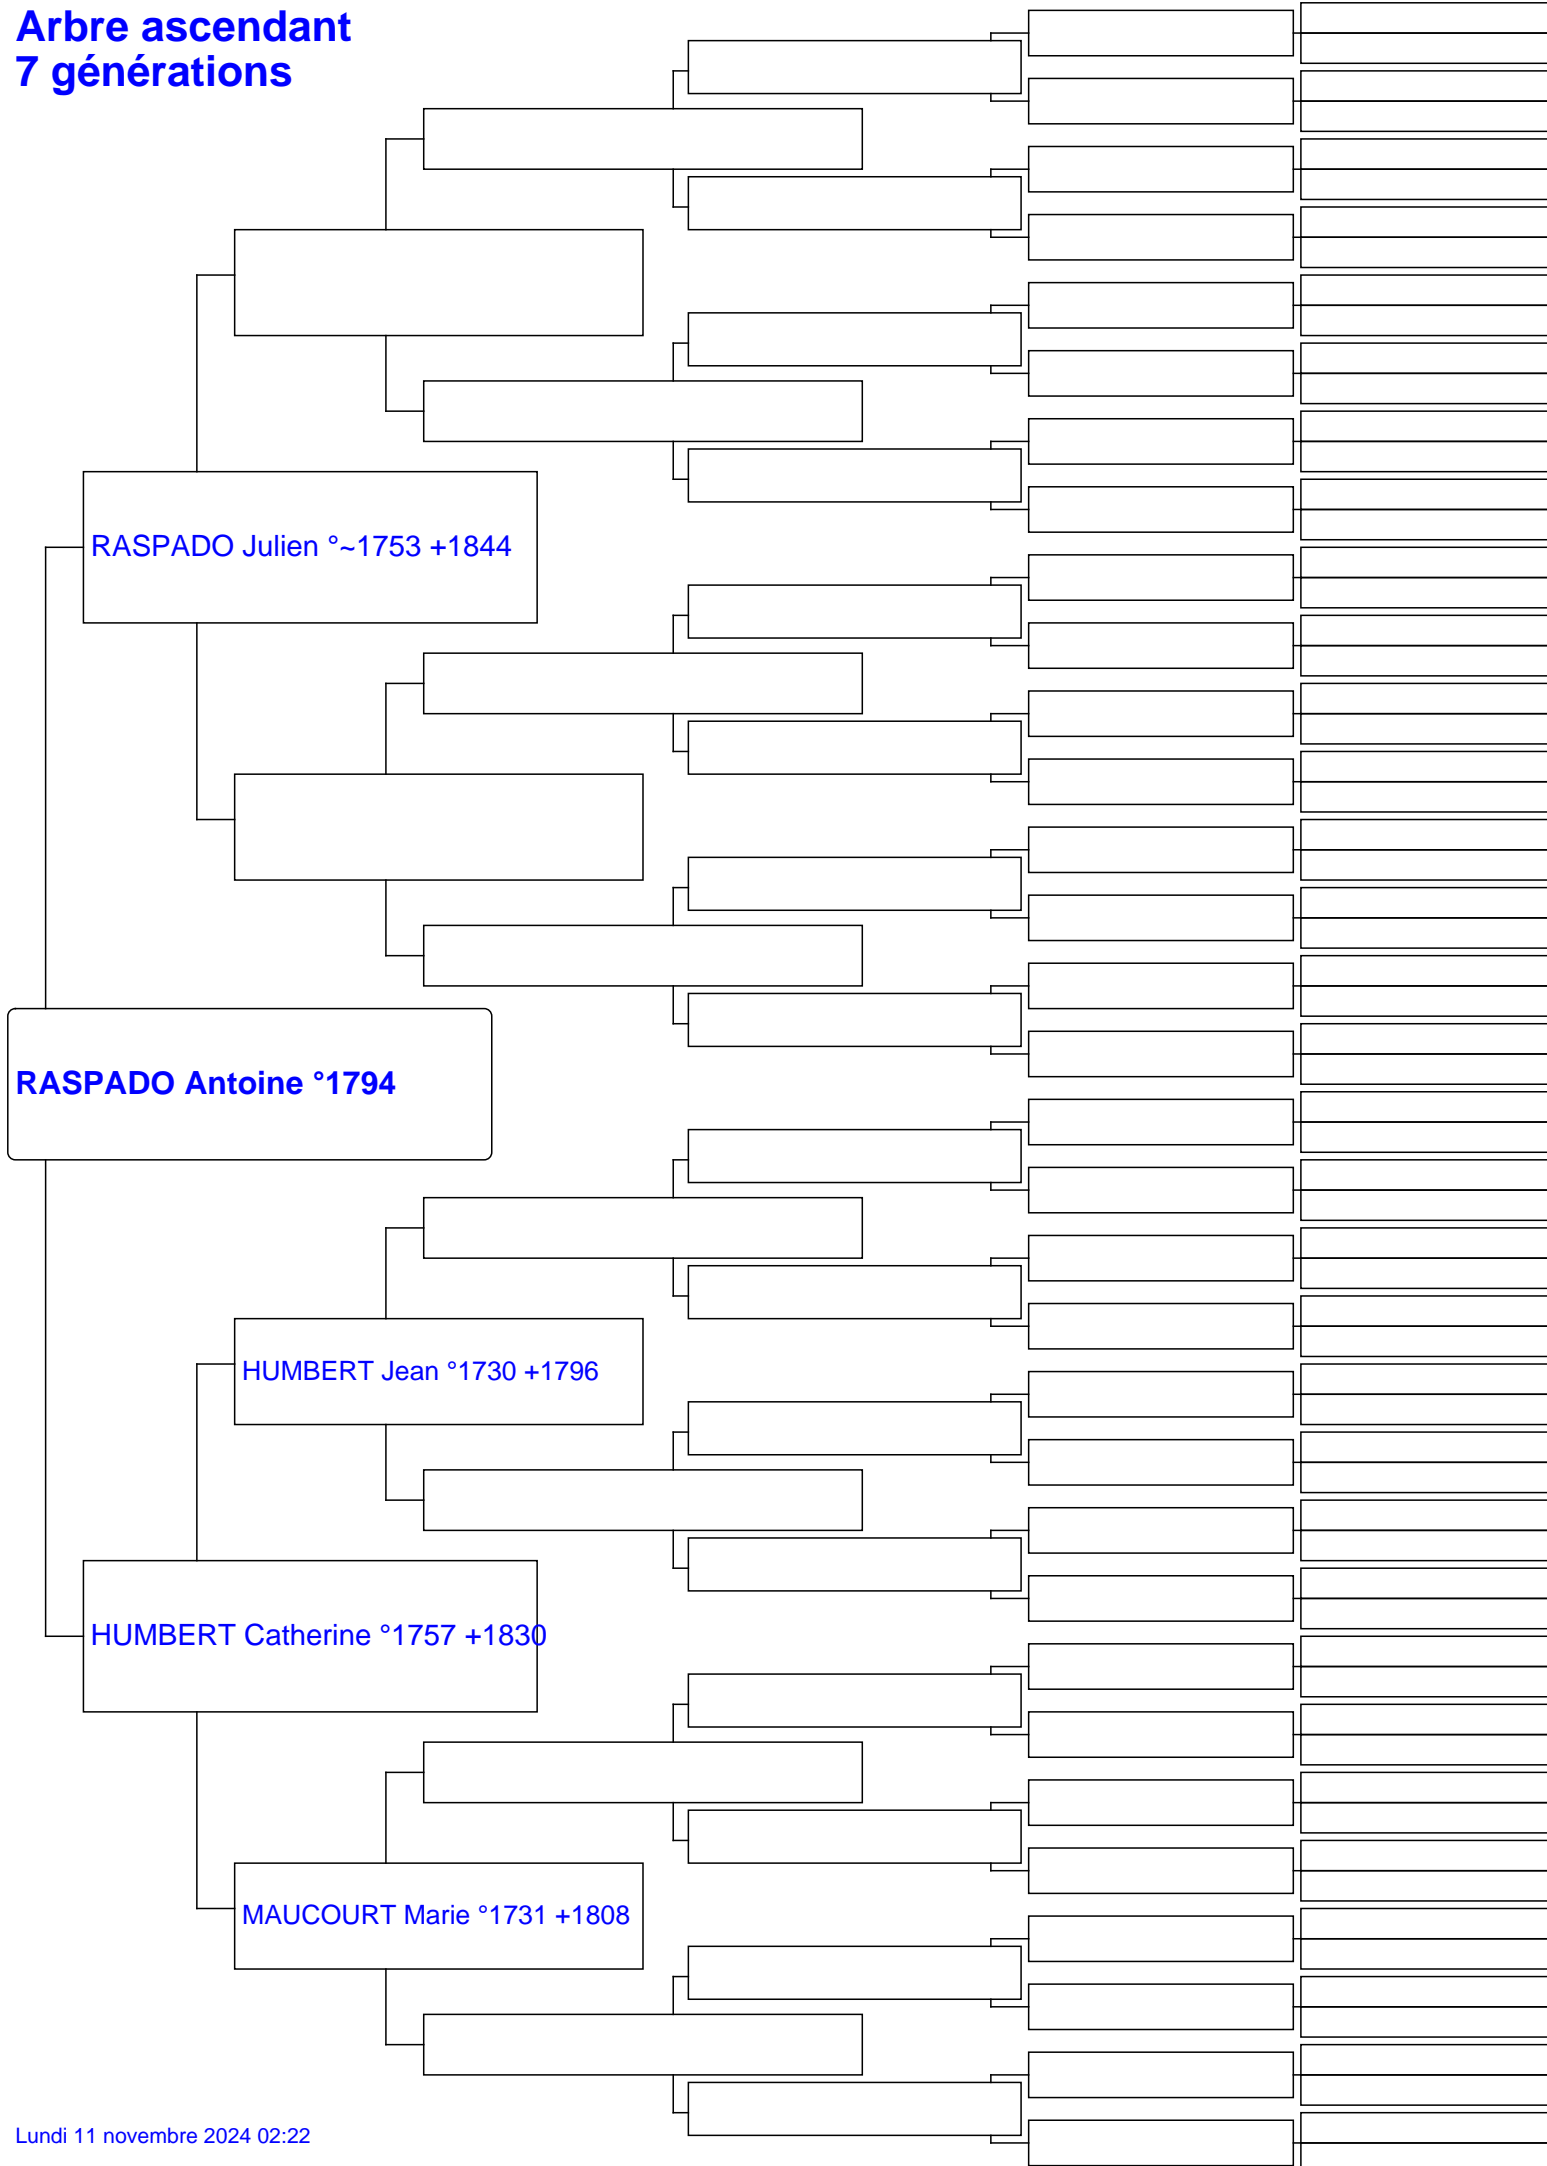 Arbre ascendant
7 générations
RASPADO Julien °~1753 +1844
RASPADO Antoine °1794
HUMBERT Jean °1730 +1796
HUMBERT Catherine °1757 +1830
MAUCOURT Marie °1731 +1808
Lundi 11 novembre 2024 02:22